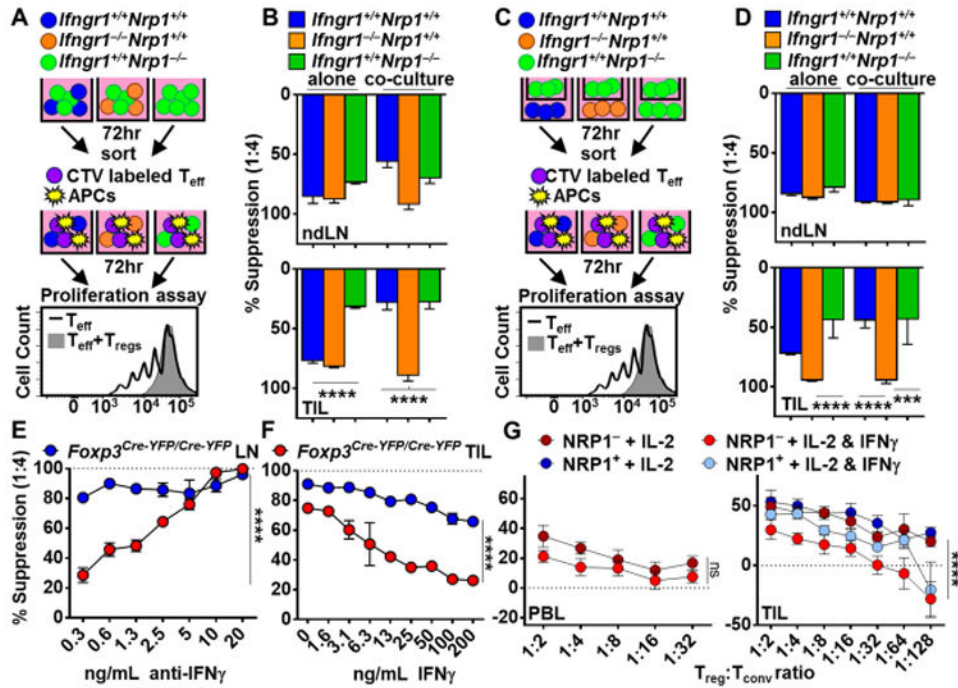 A
Ifngr1+/+Nrp1+/+
Ifngr1–/–Nrp1+/+
Ifngr1+/+Nrp1–/–
72hr
sort
CTV labeled Teff
APCs
72hr
Proliferation assay
Teff
Teff+Tregs
Cell Count
0 10³ 10⁴ 10⁵
B
Ifngr1+/+Nrp1+/+
Ifngr1–/–Nrp1+/+
Ifngr1+/+Nrp1–/–
alone co-culture
0
50
100
ndLN
% Suppression (1:4)
0
50
100
TIL
**** ****
C
Ifngr1+/+Nrp1+/+
Ifngr1–/–Nrp1+/+
Ifngr1+/+Nrp1–/–
72hr
sort
CTV labeled Teff
APCs
72hr
Proliferation assay
Teff
Teff+Tregs
Cell Count
0 10³ 10⁴ 10⁵
D
Ifngr1+/+Nrp1+/+
Ifngr1–/–Nrp1+/+
Ifngr1+/+Nrp1–/–
alone co-culture
0
50
100
ndLN
% Suppression (1:4)
0
50
100
TIL
**** **** ***
E
Foxp3Cre-YFP/Cre-YFP LN
% Suppression (1:4)
100
80
60
40
20
0
****
0.3 0.6 1.3 2.5 5 10 20
ng/mL anti-IFNγ
F
Foxp3Cre-YFP/Cre-YFP TIL
100
80
60
40
20
0
****
0 1.6 3.1 6.3 13 25 50 100 200
ng/mL IFNγ
G
NRP1– + IL-2
NRP1+ + IL-2
NRP1– + IL-2 & IFNγ
NRP1+ + IL-2 & IFNγ
60
40
20
0
-20
PBL
ns
1:2 1:4 1:8 1:16 1:32
50
0
-50
TIL
****
1:2 1:4 1:8 1:16 1:32 1:64 1:128
Treg:Tconv ratio